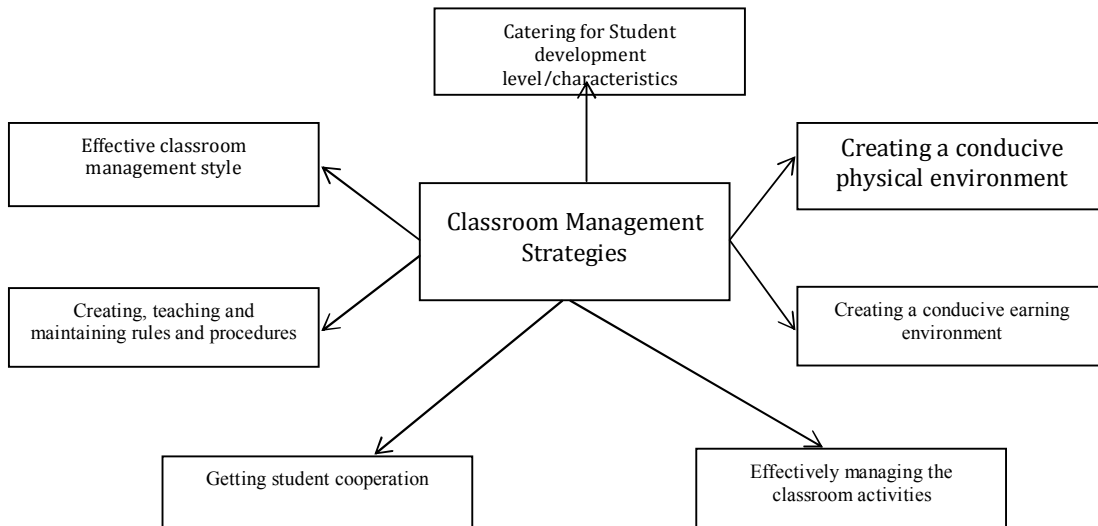 Catering for Student
development
level/characteristics
Effective classroom
management style
Creating a conducive
physical environment
Classroom Management
Strategies
Creating, teaching and
maintaining rules and procedures
Creating a conducive earning
environment
Getting student cooperation
Effectively managing the
classroom activities